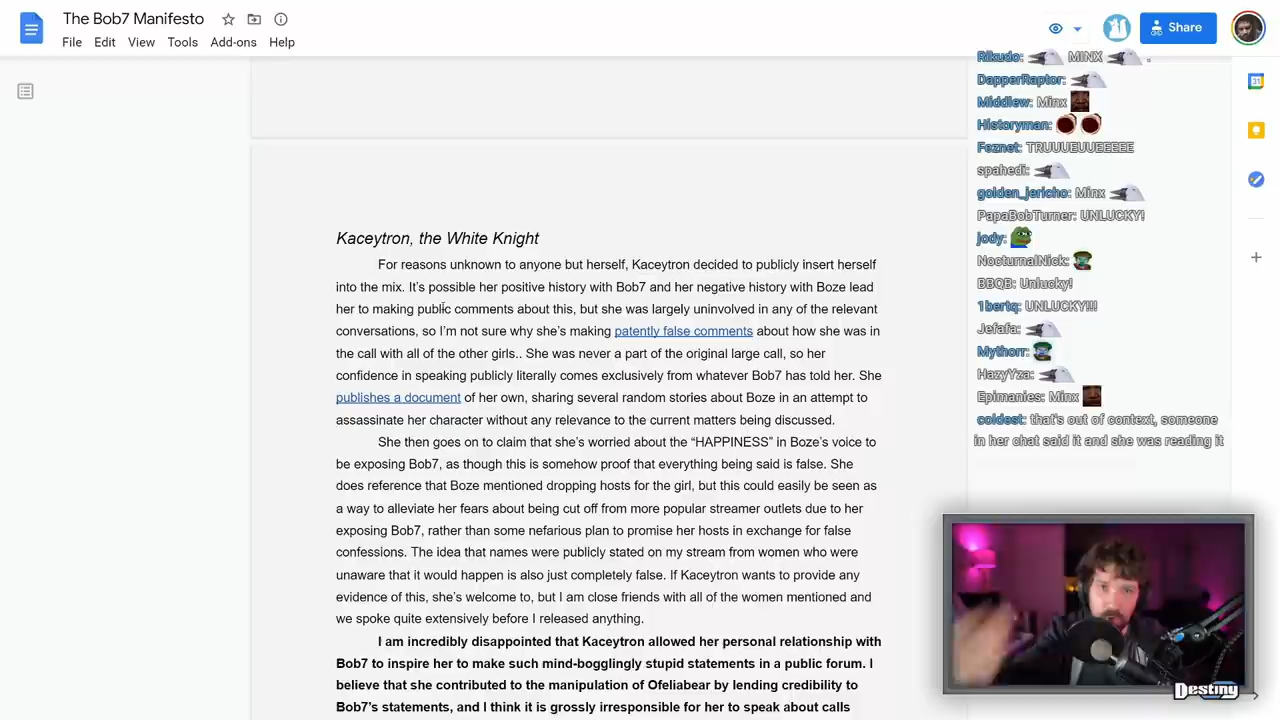 The Bob7 Manifesto
File Edit View Tools Add-ons Help
Share
Kaceytron, the White Knight
For reasons unknown to anyone but herself, Kaceytron decided to publicly insert herself
into the mix. It's possible her positive history with Bob7 and her negative history with Boze lead
her to making public comments about this, but she was largely uninvolved in any of the relevant
conversations, so I'm not sure why she's making patently false comments about how she was in
the call with all of the other girls.. She was never a part of the original large call, so her
confidence in speaking publicly literally comes exclusively from whatever Bob7 has told her. She
publishes a document of her own, sharing several random stories about Boze in an attempt to
assassinate her character without any relevance to the current matters being discussed.
She then goes on to claim that she's worried about the “HAPPINESS” in Boze's voice to
be exposing Bob7, as though this is somehow proof that everything being said is false. She
does reference that Boze mentioned dropping hosts for the girl, but this could easily be seen as
a way to alleviate her fears about being cut off from more popular streamer outlets due to her
exposing Bob7, rather than some nefarious plan to promise her hosts in exchange for false
confessions. The idea that names were publicly stated on my stream from women who were
unaware that it would happen is also just completely false. If Kaceytron wants to provide any
evidence of this, she's welcome to, but I am close friends with all of the women mentioned and
we spoke quite extensively before I released anything.
I am incredibly disappointed that Kaceytron allowed her personal relationship with
Bob7 to inspire her to make such mind-bogglingly stupid statements in a public forum. I
believe that she contributed to the manipulation of Ofeliabear by lending credibility to
Bob7's statements, and I think it is grossly irresponsible for her to speak about calls
Rikudo: MINX
DapperRaptor:
Middlew: Minx
Historyman:
Feznet: TRUUUEUUEEEEE
spahedi:
golden_jericho: Minx
PapaBobTurner: UNLUCKY!
jody:
NocturnalNick:
BBQB: Unlucky!
1bertq: UNLUCKY!!!
Jefafa:
Mythorr:
HazyYza:
Epimanies: Minx
coldest: that's out of context, someone
in her chat said it and she was reading it
31
Destiny